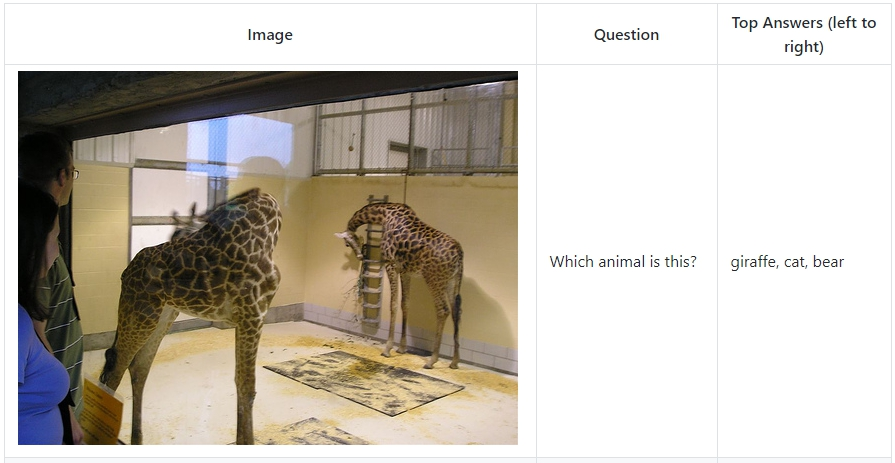 Image
Question
Top Answers (left to
right)
Which animal is this?
giraffe, cat, bear